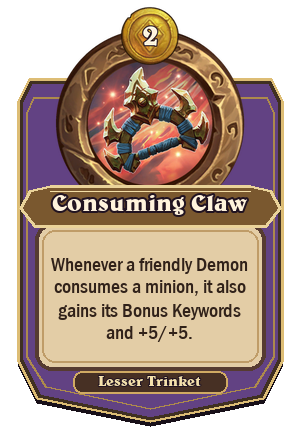 2
Consuming Claw
Whenever a friendly Demon
consumes a minion, it also
gains its Bonus Keywords
and +5/+5.
Lesser Trinket